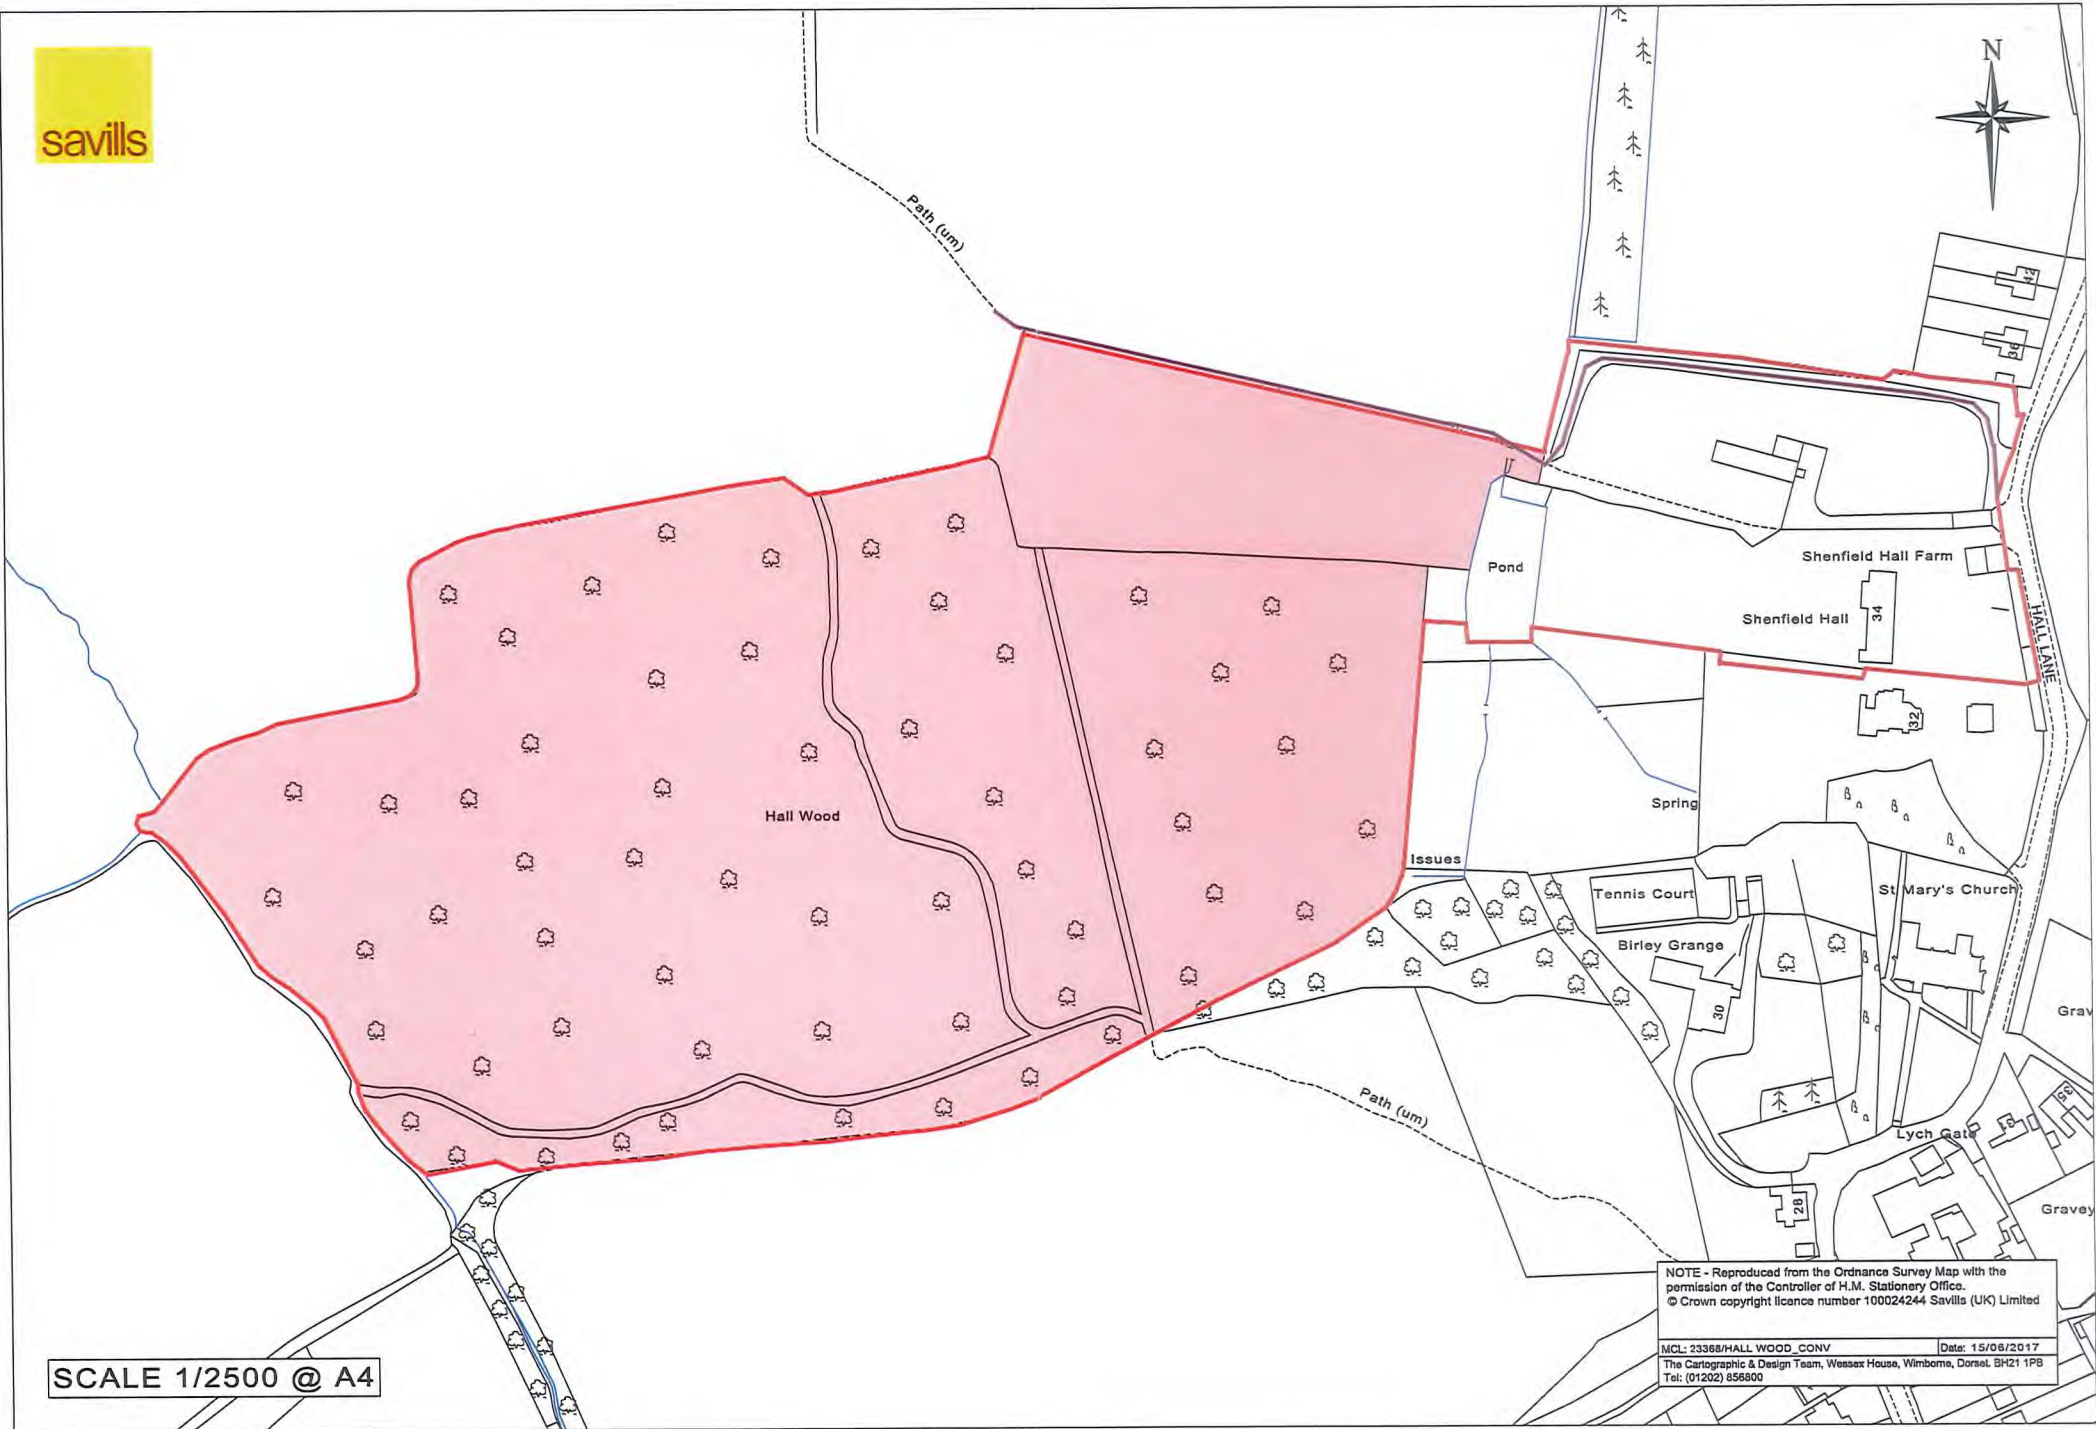 savills
N
Path (um)
42
36
Pond
Shenfield Hall Farm
Shenfield Hall
34
HALL LANE
32
Hall Wood
Spring
Issues
Tennis Court
St Mary's Church
Birley Grange
30
Grav
Path (um)
35
31
Lych Gate
28
Gravey
NOTE - Reproduced from the Ordnance Survey Map with the
permission of the Controller of H.M. Stationery Office.
© Crown copyright licence number 100024244 Savills (UK) Limited
MCL: 23368/HALL WOOD_CONV
Date: 15/06/2017
The Cartographic & Design Team, Wessex House, Wimborne, Dorset. BH21 1PB
Tel: (01202) 856800
SCALE 1/2500 @ A4